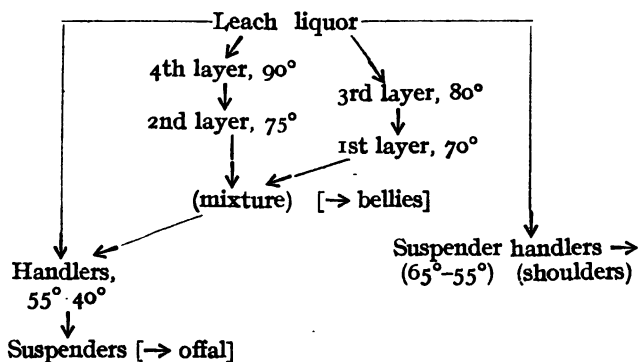 Leach liquor
4th layer, 90°
3rd layer, 80°
2nd layer, 75°
1st layer, 70°
(mixture) [→ bellies]
Suspender handlers →
(65°–55°) (shoulders)
Handlers,
55°·40°
Suspenders [→ offal]